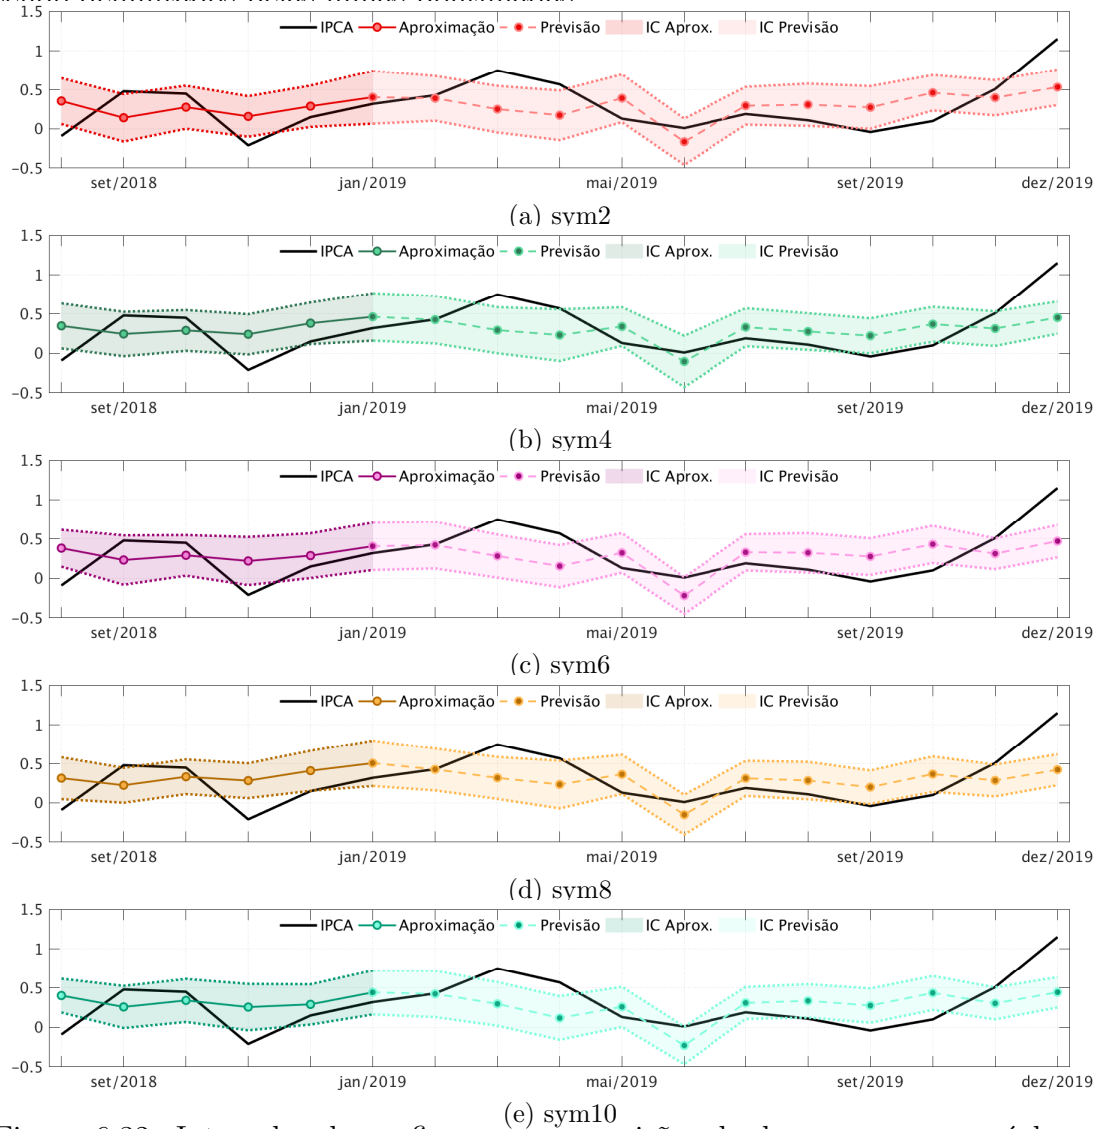 1.5
IPCA Aproximação Previsão IC Aprox. IC Previsão
1
0.5
0
−0.5
set/2018 jan/2019 mai/2019 set/2019 dez/2019
(a) sym2
1.5
IPCA Aproximação Previsão IC Aprox. IC Previsão
1
0.5
0
−0.5
set/2018 jan/2019 mai/2019 set/2019 dez/2019
(b) sym4
1.5
IPCA Aproximação Previsão IC Aprox. IC Previsão
1
0.5
0
−0.5
set/2018 jan/2019 mai/2019 set/2019 dez/2019
(c) sym6
1.5
IPCA Aproximação Previsão IC Aprox. IC Previsão
1
0.5
0
−0.5
set/2018 jan/2019 mai/2019 set/2019 dez/2019
(d) sym8
1.5
IPCA Aproximação Previsão IC Aprox. IC Previsão
1
0.5
0
−0.5
set/2018 jan/2019 mai/2019 set/2019 dez/2019
(e) sym10